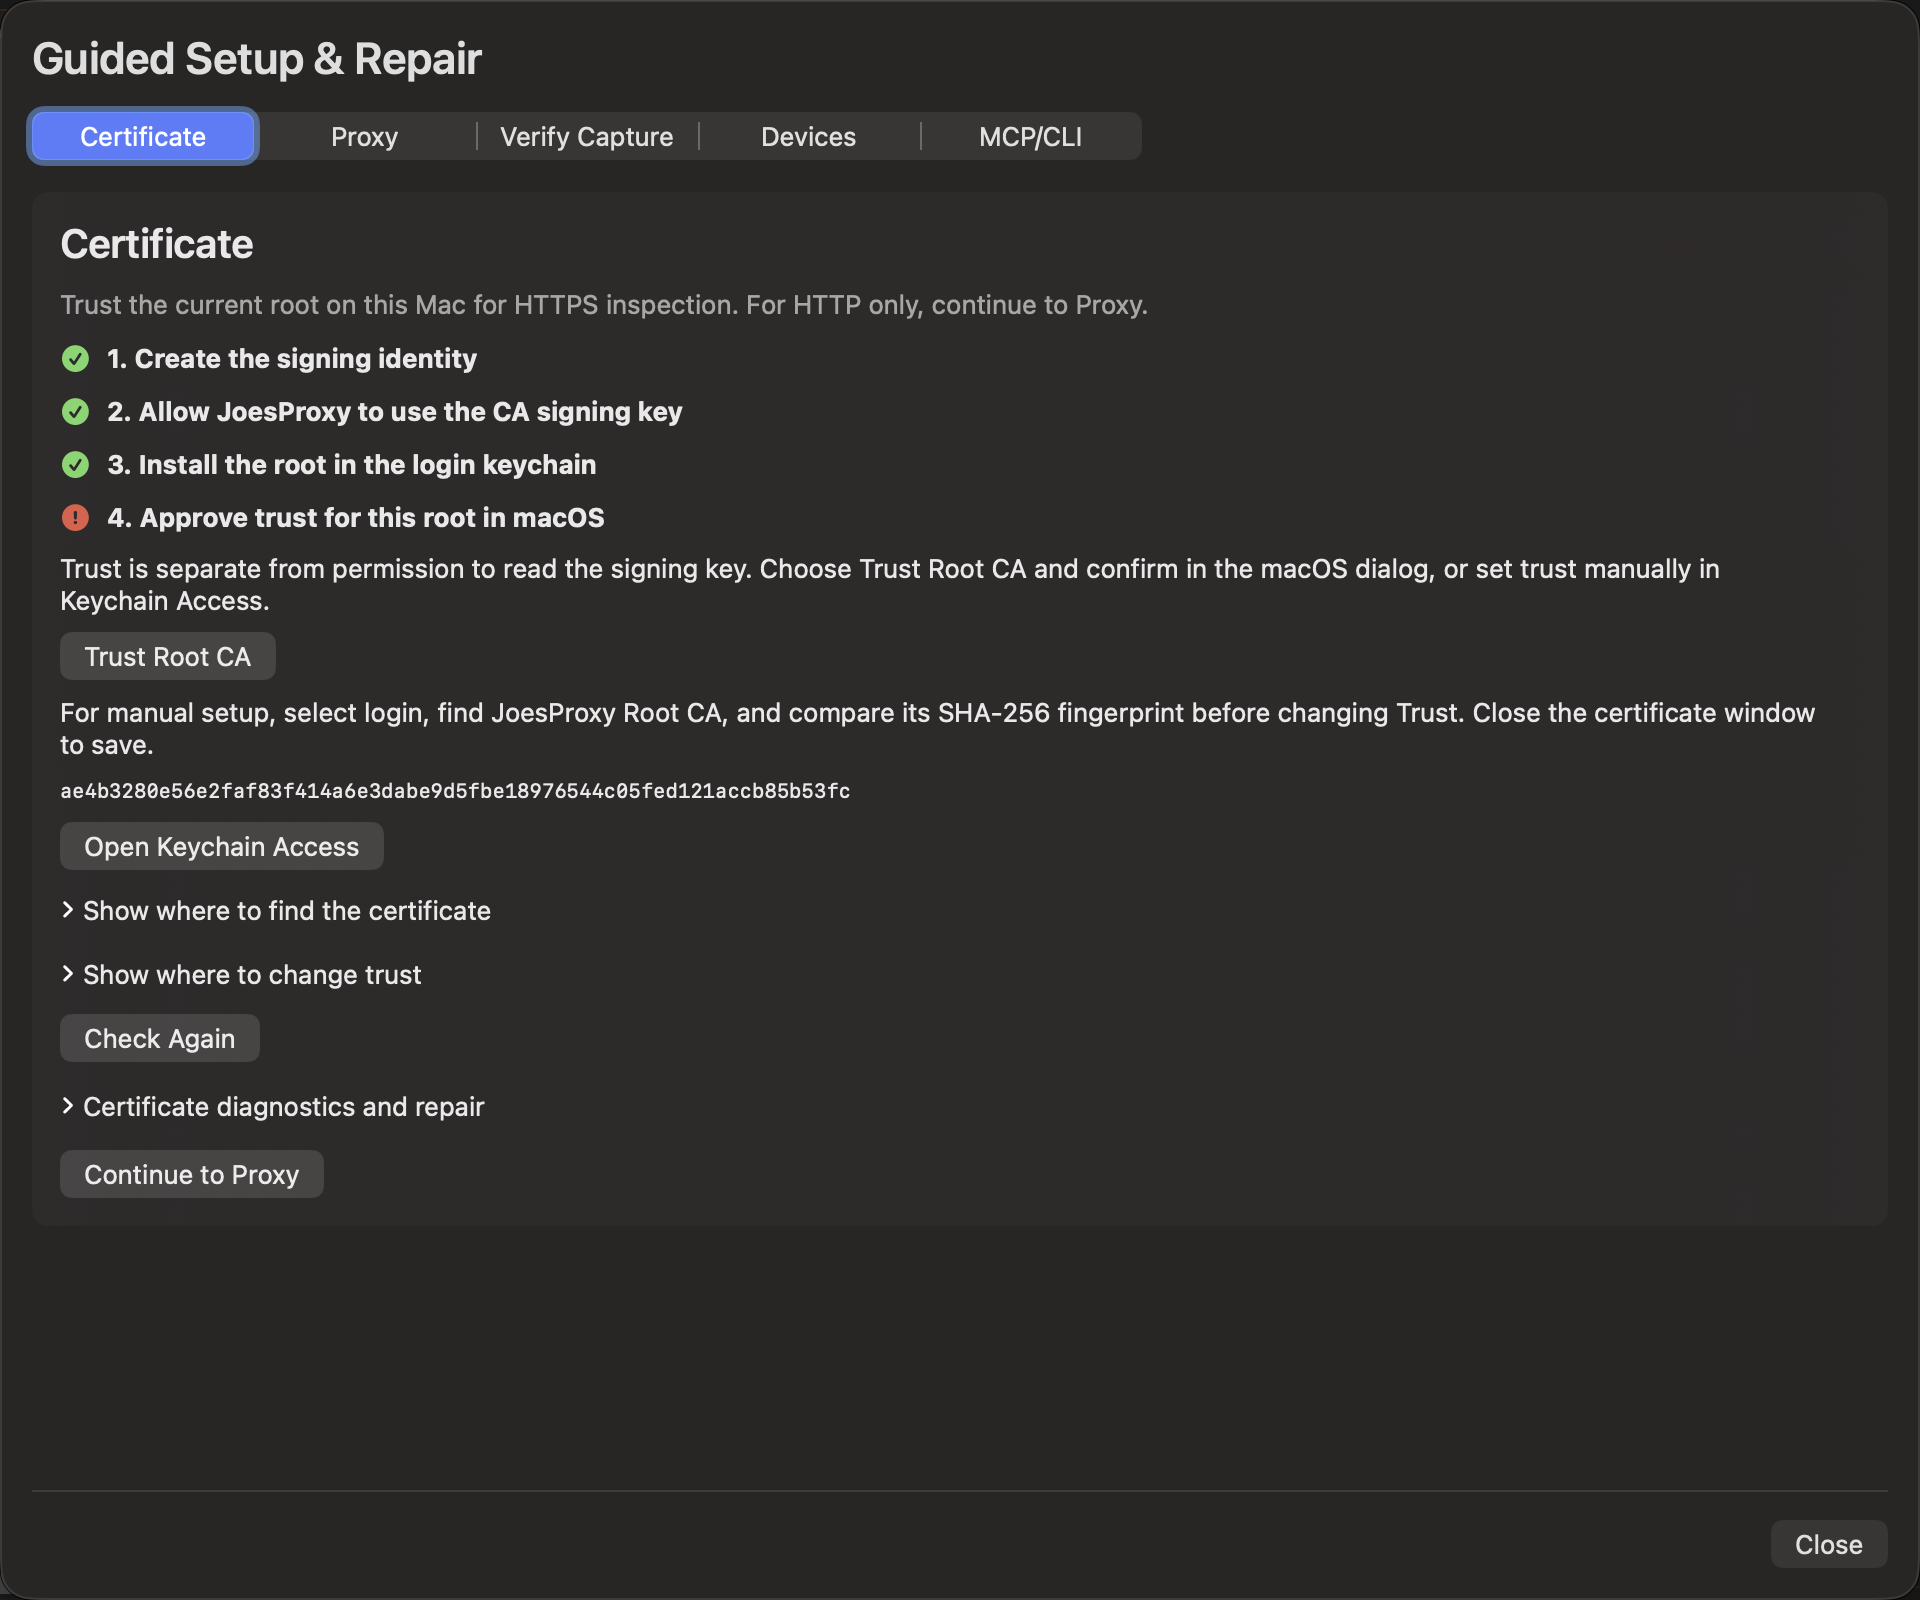 Guided Setup & Repair
Certificate
Proxy
Verify Capture
Devices
MCP/CLI
Certificate
Trust the current root on this Mac for HTTPS inspection. For HTTP only, continue to Proxy.
1. Create the signing identity
2. Allow JoesProxy to use the CA signing key
3. Install the root in the login keychain
4. Approve trust for this root in macOS
Trust is separate from permission to read the signing key. Choose Trust Root CA and confirm in the macOS dialog, or set trust manually in
Keychain Access.
Trust Root CA
For manual setup, select login, find JoesProxy Root CA, and compare its SHA-256 fingerprint before changing Trust. Close the certificate window
to save.
ae4b3280e56e2faf83f414a6e3dabe9d5fbe18976544c05fed121accb85b53fc
Open Keychain Access
Show where to find the certificate
Show where to change trust
Check Again
Certificate diagnostics and repair
Continue to Proxy
Close